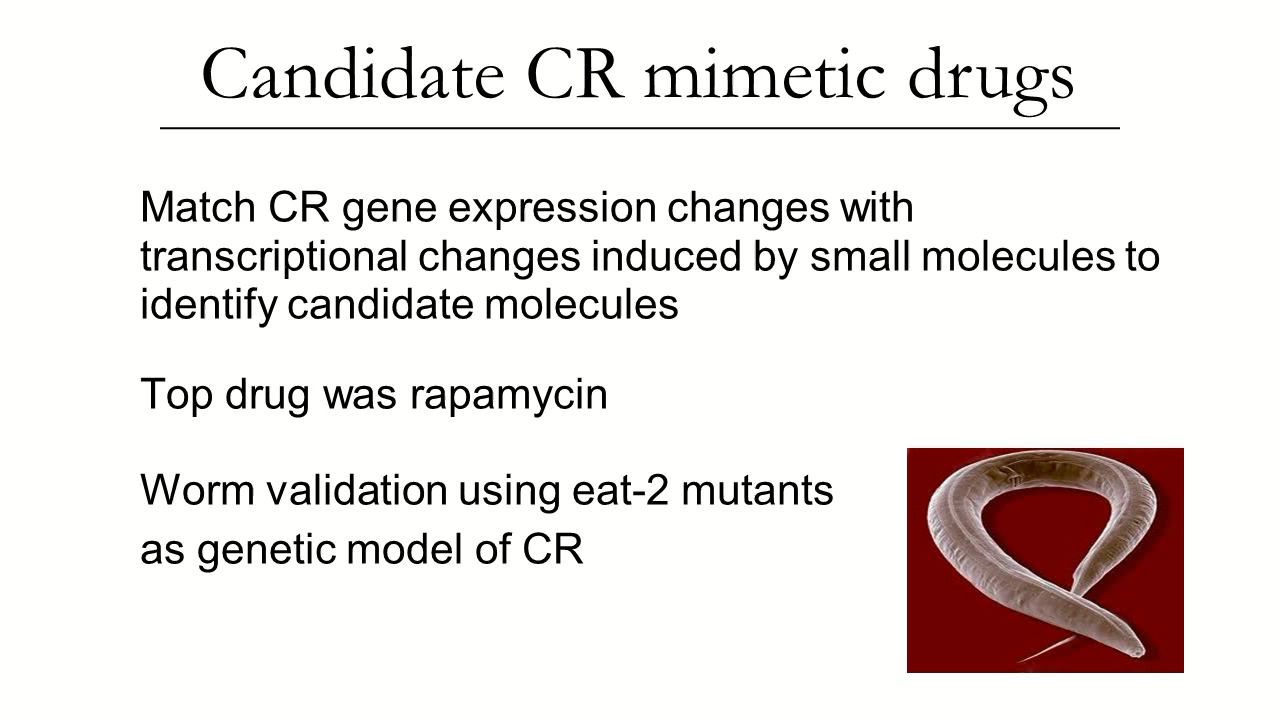 Candidate CR mimetic drugs
Match CR gene expression changes with
transcriptional changes induced by small molecules to
identify candidate molecules
Top drug was rapamycin
Worm validation using eat-2 mutants
as genetic model of CR